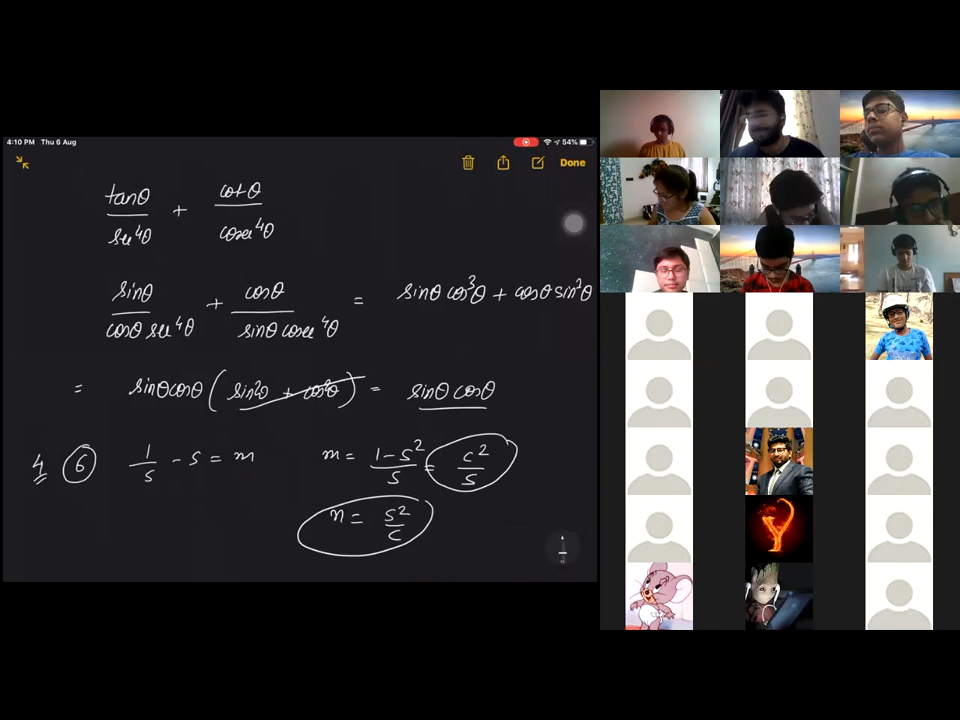 4:10 PM Thu 6 Aug 54%
Done
tanθ/sec⁴θ + cotθ/cosec⁴θ
sinθ/cosθ sec⁴θ + cosθ/sinθ cosec⁴θ = sinθ cos³θ + cosθ sin³θ
= sinθcosθ (sin²θ + cos²θ) = sinθ cosθ
4 6 1/s - s = m m = 1-s²/s = c²/s
n = s²/c